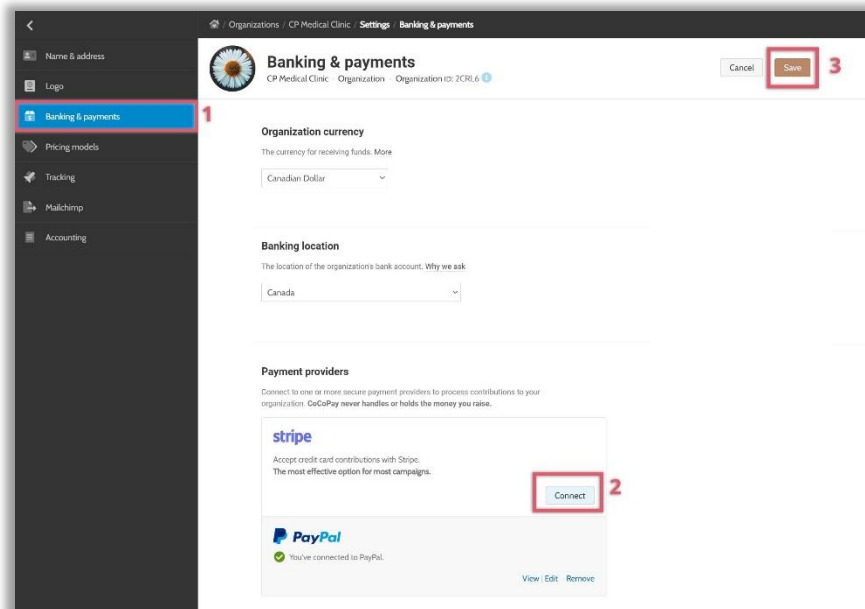 / Organizations / CP Medical Clinic / Settings / Banking & payments
Name & address
Logo
Banking & payments
1
Pricing models
Tracking
Mailchimp
Accounting
Banking & payments
CP Medical Clinic · Organization · Organization ID: 2CRL6
Cancel
Save
3
Organization currency
The currency for receiving funds. More
Canadian Dollar
Banking location
The location of the organization's bank account. Why we ask
Canada
Payment providers
Connect to one or more secure payment providers to process contributions to your
organization. CoCoPay never handles or holds the money you raise.
stripe
Accept credit card contributions with Stripe.
The most effective option for most campaigns.
Connect
2
PayPal
You've connected to PayPal.
View Edit Remove